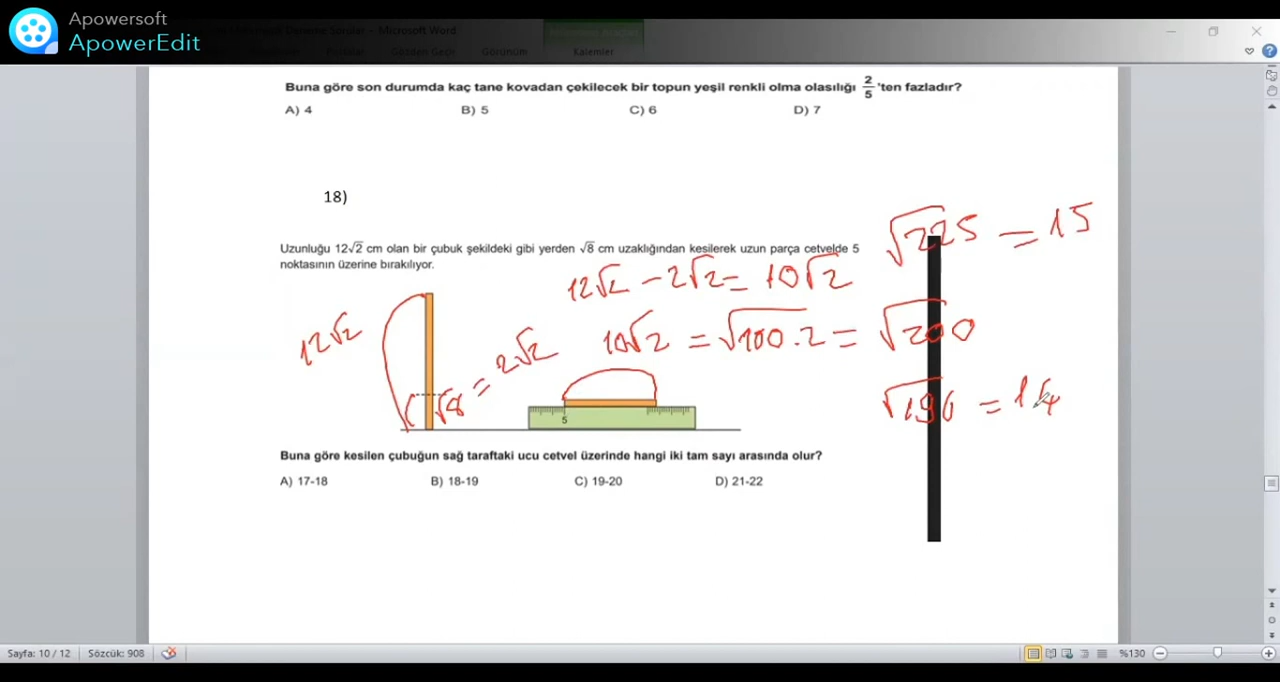 Apowersoft
ApowerEdit
Microsoft Word
Görünüm
Kalemler
Buna göre son durumda kaç tane kovadan çekilecek bir topun yeşil renkli olma olasılığı 2/5 'ten fazladır?
A) 4 B) 5 C) 6 D) 7
18)
Uzunluğu 12√2 cm olan bir çubuk şekildeki gibi yerden √8 cm uzaklığından kesilerek uzun parça cetvelde 5
noktasının üzerine bırakılıyor.
√225 = 15
12√2 - 2√2 = 10√2
12√2
10√2 = √100.2 = √200
√8 = 2√2
√196 = 14
5
Buna göre kesilen çubuğun sağ taraftaki ucu cetvel üzerinde hangi iki tam sayı arasında olur?
A) 17-18 B) 18-19 C) 19-20 D) 21-22
Sayfa: 10 / 12 Sözcük: 908 %130